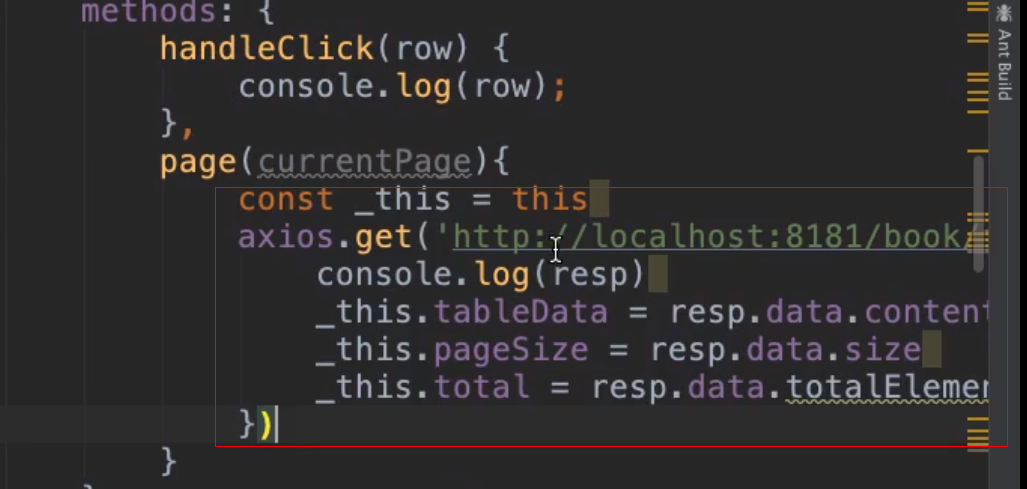 methods: {
handleClick(row) {
console.log(row);
},
page(currentPage){
const _this = this
axios.get('http://localhost:8181/book/
console.log(resp)
_this.tableData = resp.data.content
_this.pageSize = resp.data.size
_this.total = resp.data.totalElemen
})
}
Ant Build